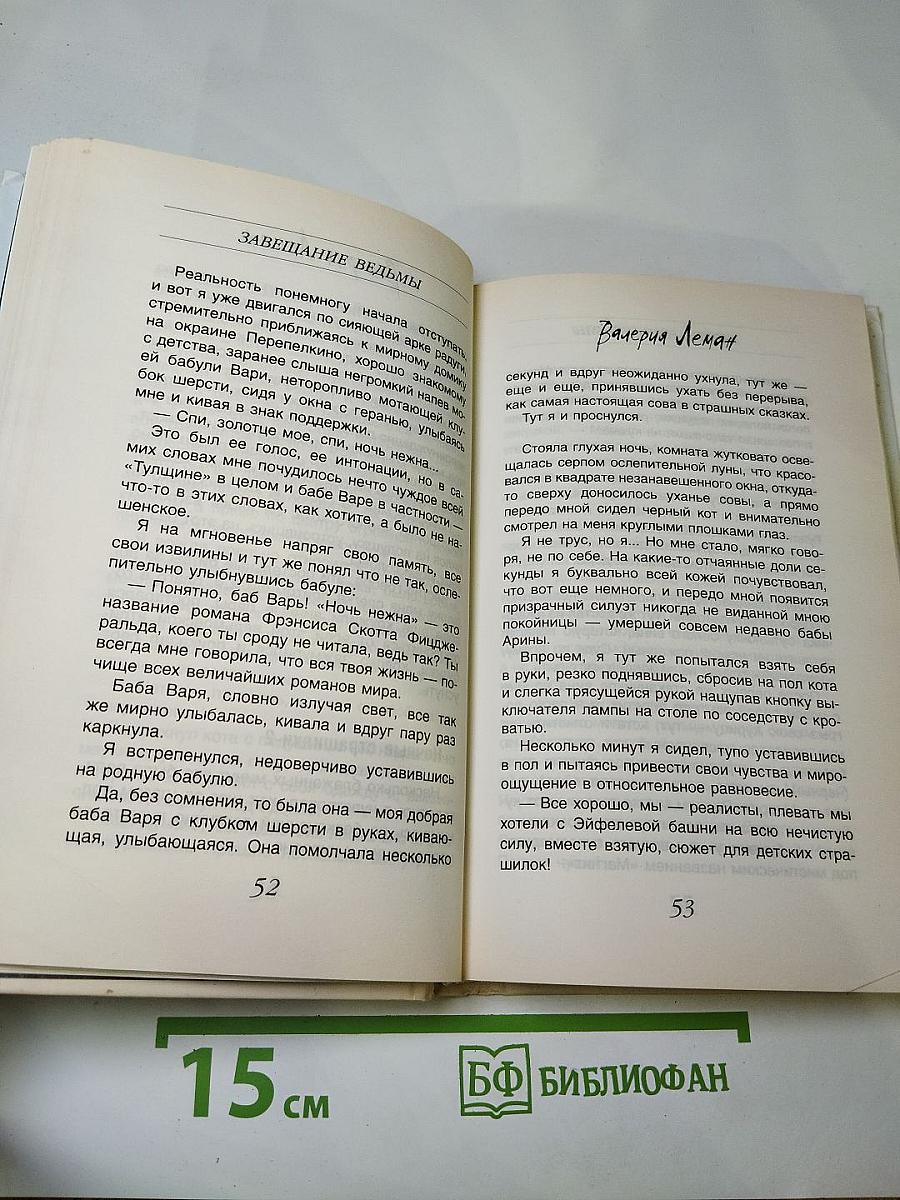 ЗАВЕЩАНИЕ ВЕДЬМЫ
Реальность понемногу начала отступать,
и вот я уже двигался по сияющей арке радуги,
стремительно приближаясь к мирному домику
на окраине Перепелкино, хорошо знакомому
с детства, заранее слыша негромкий напев мо-
ей бабули Вари, неторопливо мотающей клу-
бок шерсти, сидя у окна с геранью, улыбаясь
мне и кивая в знак поддержки.
— Спи, золотце мое, спи, ночь нежна...
Это был ее голос, ее интонации, но в са-
мих словах мне почудилось нечто чуждое всей
«Тулщине» в целом и бабе Варе в частности —
что-то в этих словах, как хотите, а было не на-
шенское.
Я на мгновенье напряг свою память, все
свои извилины и тут же понял что не так, осле-
пительно улыбнувшись бабуле:
— Понятно, баб Варь! «Ночь нежна» — это
название романа Фрэнсиса Скотта Фицдже-
ральда, коего ты сроду не читала, ведь так? Ты
всегда мне говорила, что вся твоя жизнь — по-
чище всех величайших романов мира.
Баба Варя, словно излучая свет, все так
же мирно улыбалась, кивала и вдруг пару раз
каркнула.
Я встрепенулся, недоверчиво уставившись
на родную бабулю.
Да, без сомнения, то была она — моя добрая
баба Варя с клубком шерсти в руках, киваю-
щая, улыбающаяся. Она помолчала несколько
52
Валерия Леман
секунд и вдруг неожиданно ухнула, тут же —
еще и еще, принявшись ухать без перерыва,
как самая настоящая сова в страшных сказках.
Тут я и проснулся.
Стояла глухая ночь, комната жутковато осве-
щалась серпом ослепительной луны, что красо-
вался в квадрате незанавешенного окна, откуда-
то сверху доносилось уханье совы, а прямо
передо мной сидел черный кот и внимательно
смотрел на меня круглыми плошками глаз.
Я не трус, но я... Но мне стало, мягко гово-
ря, не по себе. На какие-то отчаянные доли се-
кунды я буквально всей кожей почувствовал,
что вот еще немного, и передо мной появится
призрачный силуэт никогда не виданной мною
покойницы — умершей совсем недавно бабы
Арины.
Впрочем, я тут же попытался взять себя
в руки, резко поднявшись, сбросив на пол кота
и слегка трясущейся рукой нащупав кнопку вы-
ключателя лампы на столе по соседству с кро-
ватью.
Несколько минут я сидел, тупо уставившись
в пол и пытаясь привести свои чувства и миро-
ощущение в относительное равновесие.
— Все хорошо, мы — реалисты, плевать мы
хотели с Эйфелевой башни на всю нечистую
силу, вместе взятую, сюжет для детских стра-
шилок!
53
15 см
БФ БИБЛИОФАН